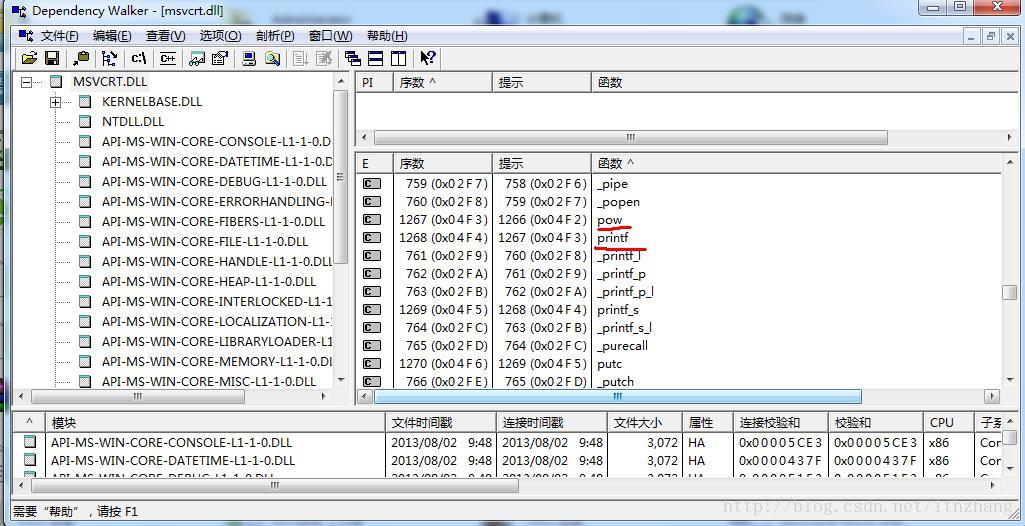 Dependency Walker - [msvcrt.dll]
文件(F) 编辑(E) 查看(V) 选项(O) 剖析(P) 窗口(W) 帮助(H)
c:\ C++
MSVCRT.DLL
KERNELBASE.DLL
NTDLL.DLL
API-MS-WIN-CORE-CONSOLE-L1-1-0.D
API-MS-WIN-CORE-DATETIME-L1-1-0.D
API-MS-WIN-CORE-DEBUG-L1-1-0.DLL
API-MS-WIN-CORE-ERRORHANDLING-
API-MS-WIN-CORE-FIBERS-L1-1-0.DLL
API-MS-WIN-CORE-FILE-L1-1-0.DLL
API-MS-WIN-CORE-HANDLE-L1-1-0.DLL
API-MS-WIN-CORE-HEAP-L1-1-0.DLL
API-MS-WIN-CORE-INTERLOCKED-L1-1
API-MS-WIN-CORE-LOCALIZATION-L1-
API-MS-WIN-CORE-LIBRARYLOADER-L1
API-MS-WIN-CORE-MEMORY-L1-1-0.DL
API-MS-WIN-CORE-MISC-L1-1-0.DLL
PI 序数 ^ 提示 函数
E 序数 提示 函数 ^
C 759 (0x02F7) 758 (0x02F6) _pipe
C 760 (0x02F8) 759 (0x02F7) _popen
C 1267 (0x04F3) 1266 (0x04F2) pow
C 1268 (0x04F4) 1267 (0x04F3) printf
C 761 (0x02F9) 760 (0x02F8) _printf_l
C 762 (0x02FA) 761 (0x02F9) _printf_p
C 763 (0x02FB) 762 (0x02FA) _printf_p_l
C 1269 (0x04F5) 1268 (0x04F4) printf_s
C 764 (0x02FC) 763 (0x02FB) _printf_s_l
C 765 (0x02FD) 764 (0x02FC) _purecall
C 1270 (0x04F6) 1269 (0x04F5) putc
C 766 (0x02FE) 765 (0x02FD) _putch
^ 模块 文件时间戳 连接时间戳 文件大小 属性 连接校验和 校验和 CPU 子系
API-MS-WIN-CORE-CONSOLE-L1-1-0.DLL 2013/08/02 9:48 2013/08/02 9:48 3,072 HA 0x00005CE3 0x00005CE3 x86 Con
API-MS-WIN-CORE-DATETIME-L1-1-0.DLL 2013/08/02 9:48 2013/08/02 9:48 3,072 HA 0x0000437F 0x0000437F x86 Con
需要“帮助”，请按 F1
http://blog.csdn.net/ithzhang